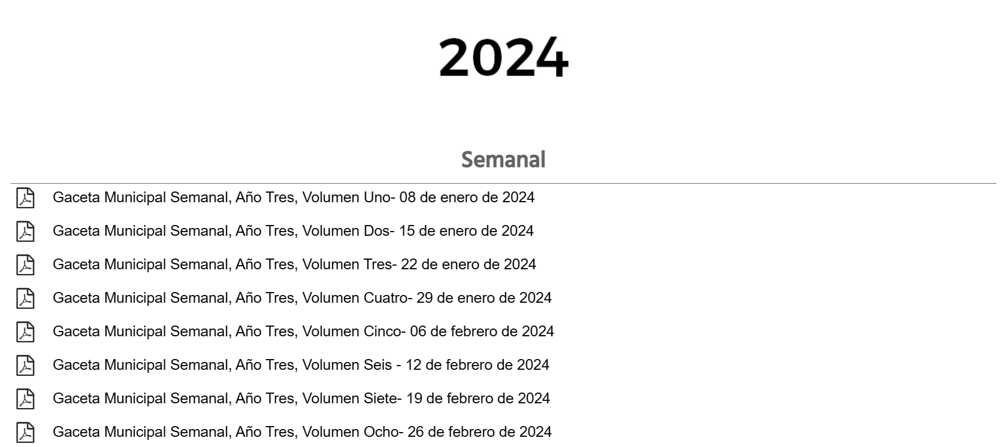 2024
Semanal
Gaceta Municipal Semanal, Año Tres, Volumen Uno- 08 de enero de 2024
Gaceta Municipal Semanal, Año Tres, Volumen Dos- 15 de enero de 2024
Gaceta Municipal Semanal, Año Tres, Volumen Tres- 22 de enero de 2024
Gaceta Municipal Semanal, Año Tres, Volumen Cuatro- 29 de enero de 2024
Gaceta Municipal Semanal, Año Tres, Volumen Cinco- 06 de febrero de 2024
Gaceta Municipal Semanal, Año Tres, Volumen Seis - 12 de febrero de 2024
Gaceta Municipal Semanal, Año Tres, Volumen Siete- 19 de febrero de 2024
Gaceta Municipal Semanal, Año Tres, Volumen Ocho- 26 de febrero de 2024